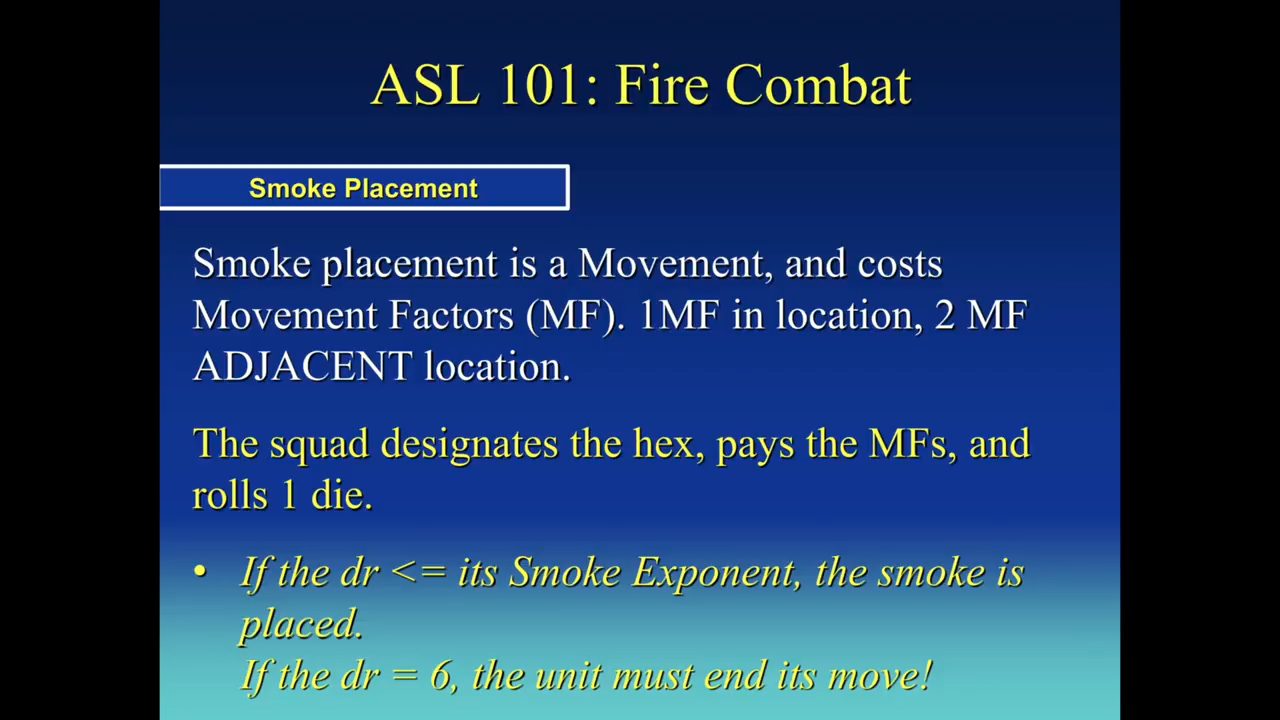 ASL 101: Fire Combat
Smoke Placement
Smoke placement is a Movement, and costs
Movement Factors (MF). 1MF in location, 2 MF
ADJACENT location.
The squad designates the hex, pays the MFs, and
rolls 1 die.
• If the dr <= its Smoke Exponent, the smoke is
placed.
If the dr = 6, the unit must end its move!